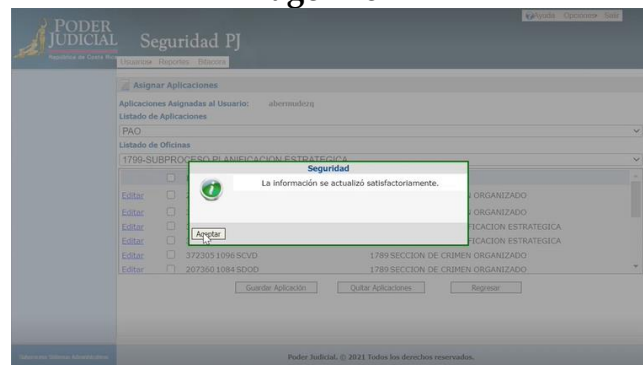 PODER
JUDICIAL
República de Costa Rica
Seguridad PJ
Ayuda Opciones Salir
Usuarios Reportes Bitácora
Asignar Aplicaciones
Aplicaciones Asignadas al Usuario: abermudezq
Listado de Aplicaciones
PAO
Listado de Oficinas
1799-SUBPROCESO PLANIFICACION ESTRATEGICA
Seguridad
La información se actualizó satisfactoriamente.
Aceptar
Editar ORGANIZADO
Editar ORGANIZADO
Editar FICACION ESTRATEGICA
Editar FICACION ESTRATEGICA
Editar 372305 1096 SCVD 1789 SECCION DE CRIMEN ORGANIZADO
Editar 207360 1084 SDOD 1789 SECCION DE CRIMEN ORGANIZADO
Guardar Aplicación Quitar Aplicaciones Regresar
Poder Judicial, © 2021 Todos los derechos reservados.